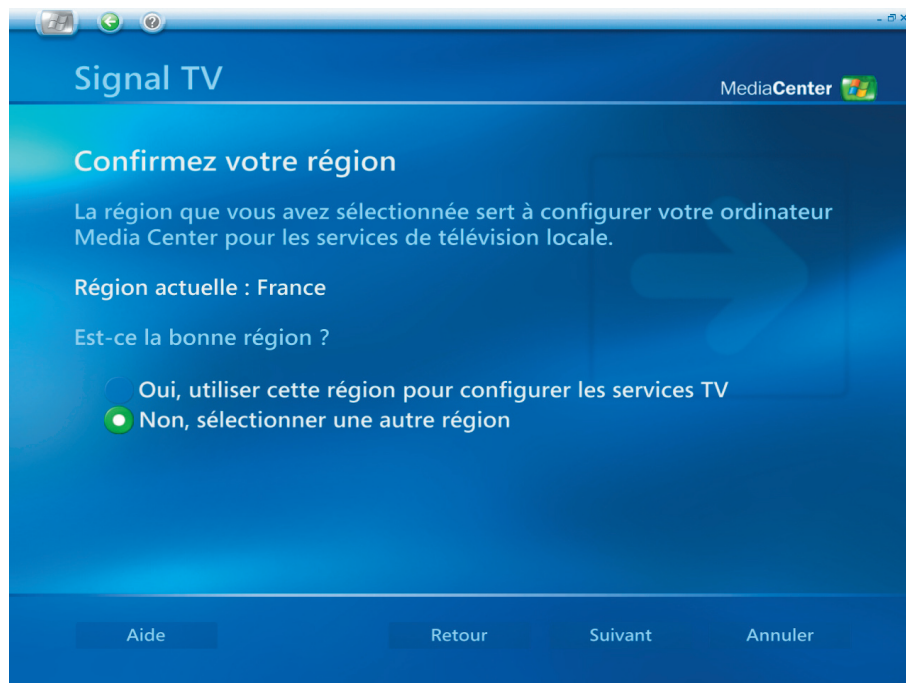 Signal TV
MediaCenter
Confirmez votre région
La région que vous avez sélectionnée sert à configurer votre ordinateur
Media Center pour les services de télévision locale.
Région actuelle : France
Est-ce la bonne région ?
Oui, utiliser cette région pour configurer les services TV
Non, sélectionner une autre région
Aide Retour Suivant Annuler